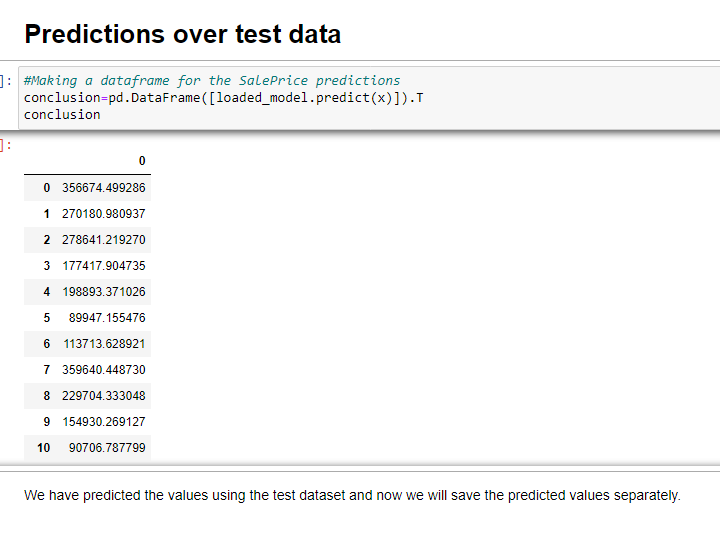 Predictions over test data
]: #Making a dataframe for the SalePrice predictions
conclusion=pd.DataFrame([loaded_model.predict(x)]).T
conclusion
]:
0
0 356674.499286
1 270180.980937
2 278641.219270
3 177417.904735
4 198893.371026
5 89947.155476
6 113713.628921
7 359640.448730
8 229704.333048
9 154930.269127
10 90706.787799
We have predicted the values using the test dataset and now we will save the predicted values separately.